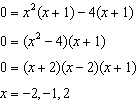 0 = x²(x + 1) − 4(x + 1)
0 = (x² − 4)(x + 1)
0 = (x + 2)(x − 2)(x + 1)
x = −2, −1, 2